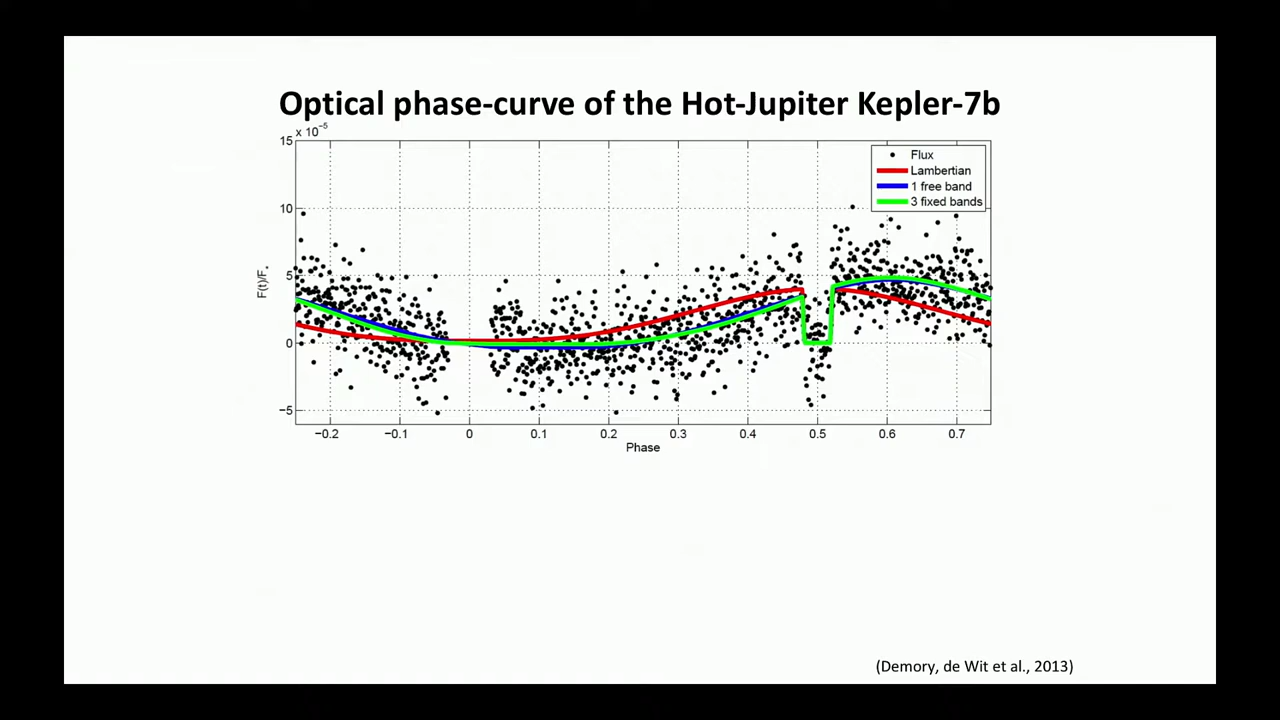 Optical phase-curve of the Hot-Jupiter Kepler-7b
x 10⁻⁵
15
10
5
0
−5
F(t)/F⋆
Flux
Lambertian
1 free band
3 fixed bands
−0.2 −0.1 0 0.1 0.2 0.3 0.4 0.5 0.6 0.7
Phase
(Demory, de Wit et al., 2013)